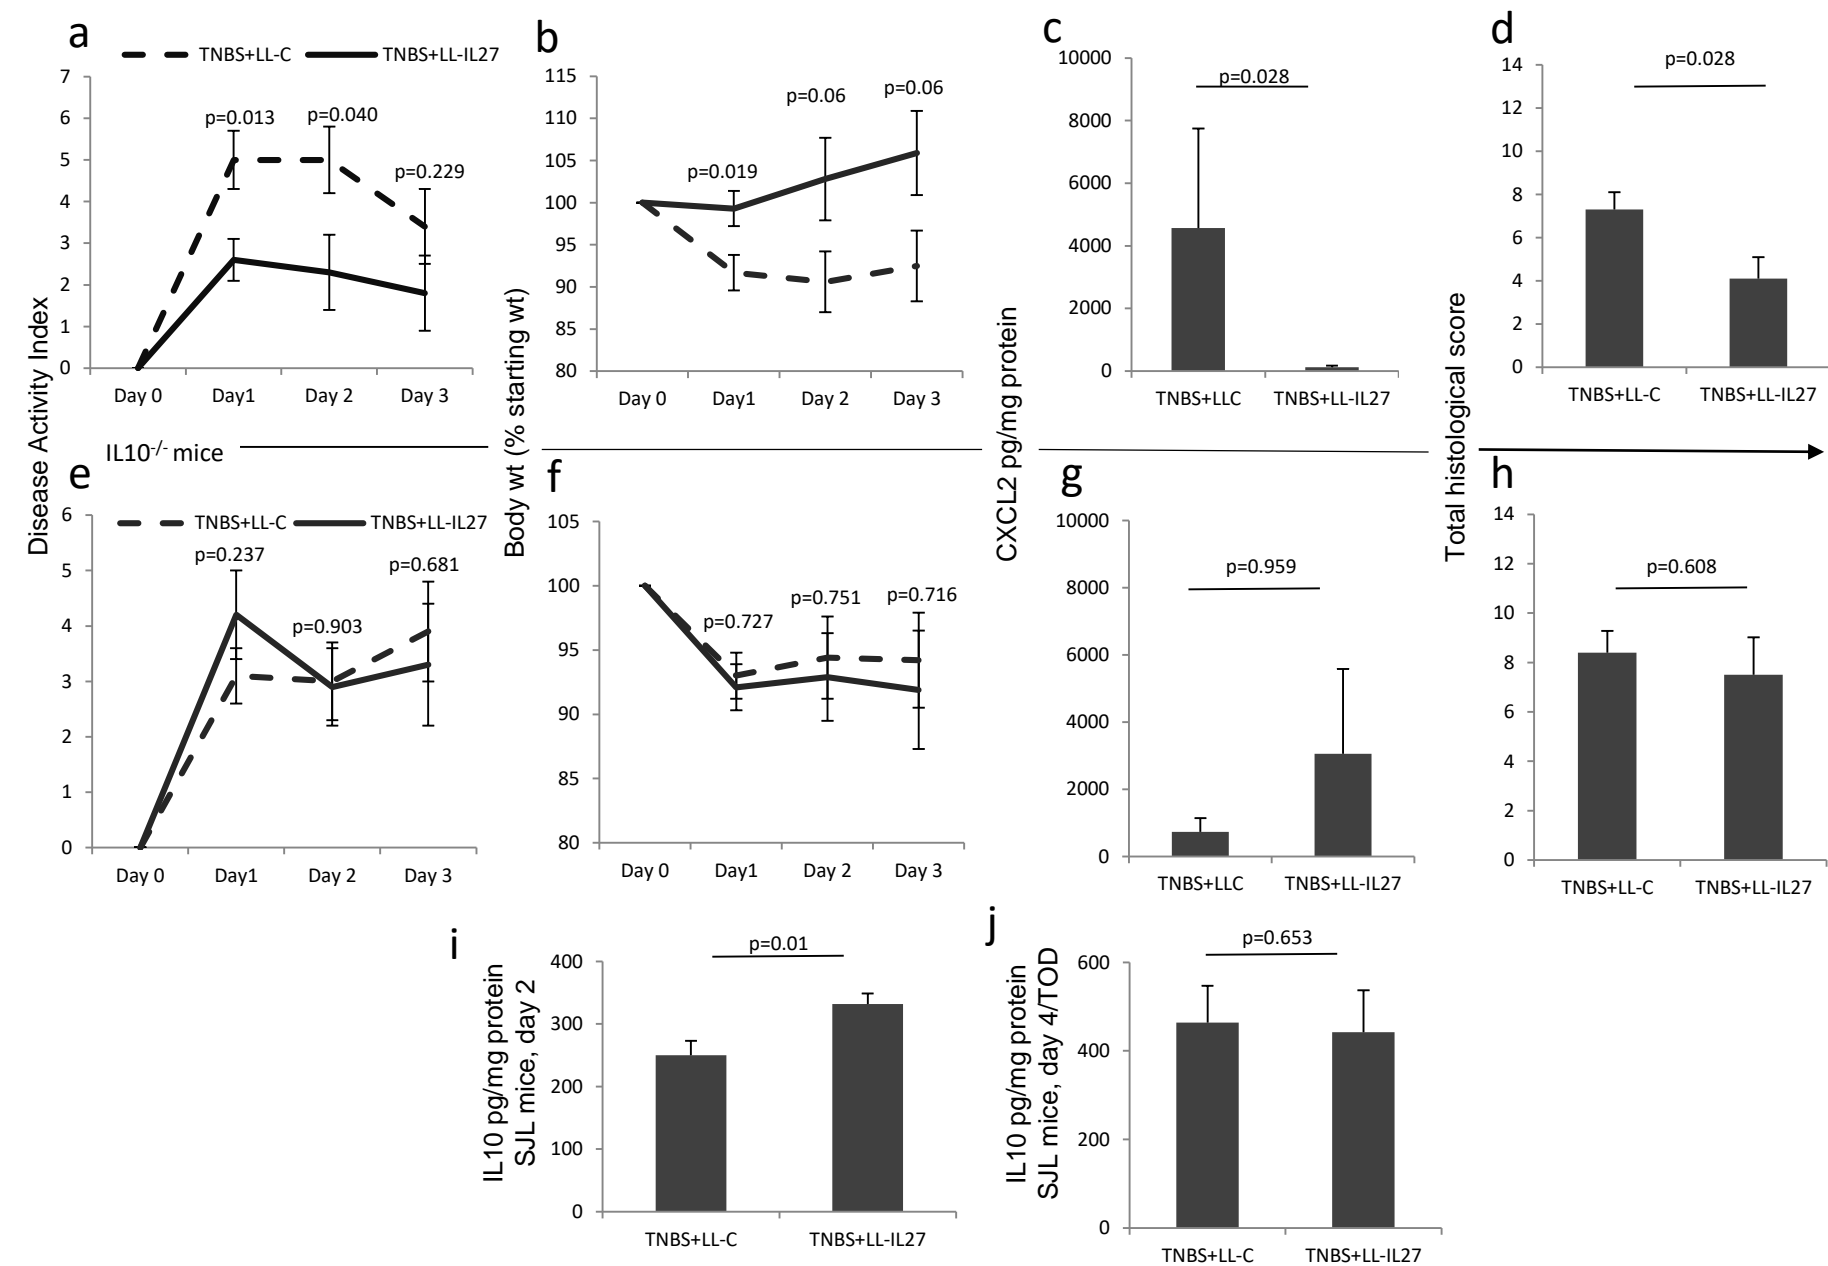 a
TNBS+LL-C TNBS+LL-IL27
7
6
5
4
3
2
1
0
p=0.013
p=0.040
p=0.229
Day 0 Day1 Day 2 Day 3
Disease Activity Index
b
115
110
105
100
95
90
85
80
p=0.019
p=0.06
p=0.06
Day 0 Day1 Day 2 Day 3
Body wt (% starting wt)
c
10000
8000
6000
4000
2000
0
p=0.028
TNBS+LLC TNBS+LL-IL27
CXCL2 pg/mg protein
d
14
12
10
8
6
4
2
0
p=0.028
TNBS+LL-C TNBS+LL-IL27
Total histological score
IL10-/- mice
e
TNBS+LL-C TNBS+LL-IL27
6
5
4
3
2
1
0
p=0.237
p=0.903
p=0.681
Day 0 Day1 Day 2 Day 3
f
105
100
95
90
85
80
p=0.727
p=0.751
p=0.716
Day 0 Day1 Day 2 Day 3
g
10000
8000
6000
4000
2000
0
p=0.959
TNBS+LLC TNBS+LL-IL27
h
14
12
10
8
6
4
2
0
p=0.608
TNBS+LL-C TNBS+LL-IL27
i
IL10 pg/mg protein
SJL mice, day 2
400
300
200
100
0
p=0.01
TNBS+LL-C TNBS+LL-IL27
j
IL10 pg/mg protein
SJL mice, day 4/TOD
600
400
200
0
p=0.653
TNBS+LL-C TNBS+LL-IL27